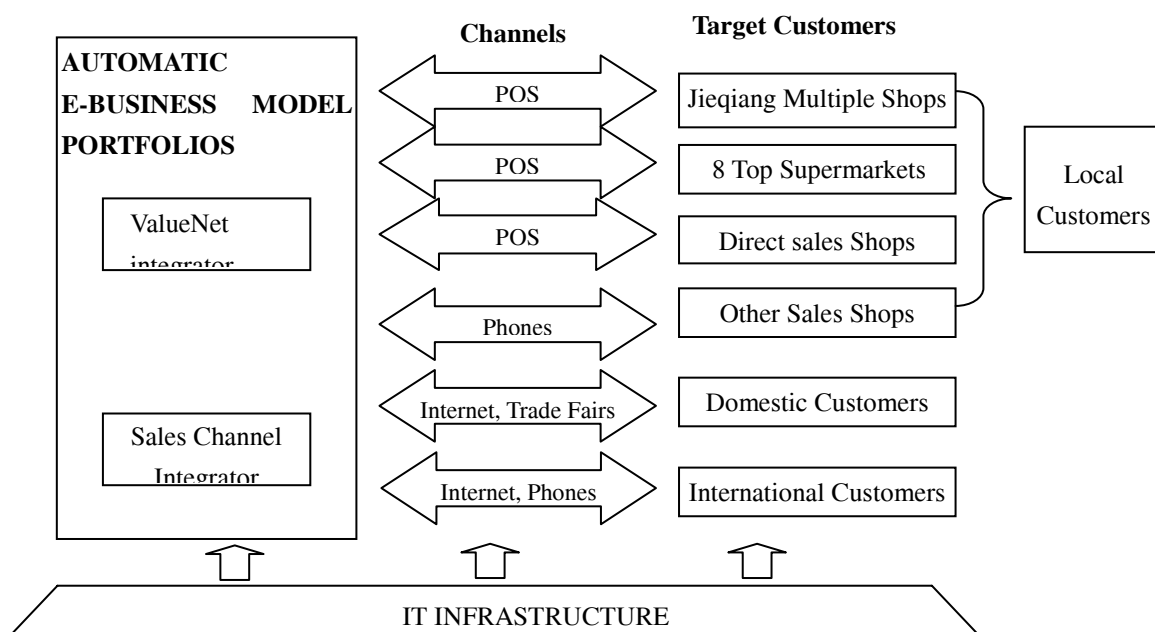 Channels
Target Customers
AUTOMATIC
E-BUSINESS MODEL
PORTFOLIOS
ValueNet
integrator
Sales Channel
Integrator
POS
POS
POS
Phones
Internet, Trade Fairs
Internet, Phones
Jieqiang Multiple Shops
8 Top Supermarkets
Direct sales Shops
Other Sales Shops
Domestic Customers
International Customers
Local
Customers
IT INFRASTRUCTURE